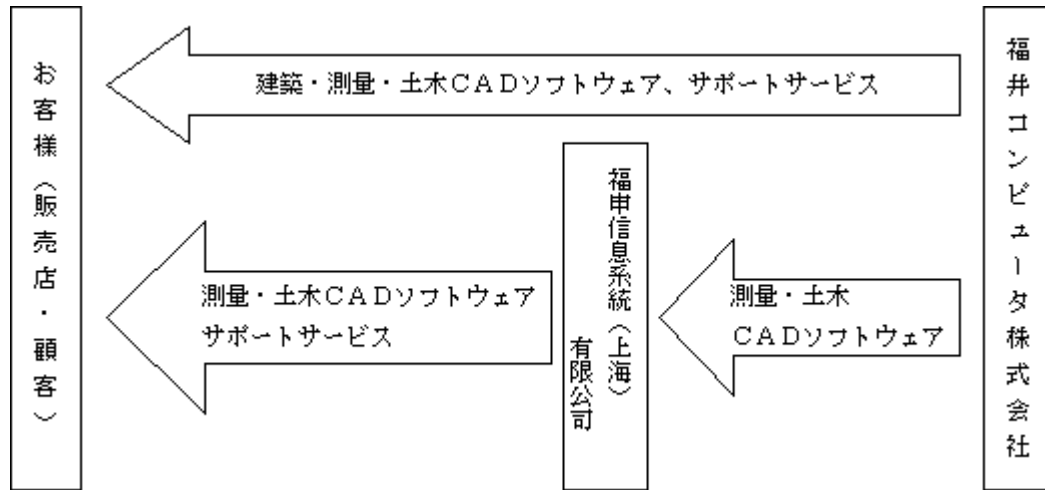 お客様（販売店・顧客）
建築・測量・土木ＣＡＤソフトウェア、サポートサービス
福井コンピュータ株式会社
測量・土木ＣＡＤソフトウェア
サポートサービス
福申信息系統（上海）
有限公司
測量・土木
ＣＡＤソフトウェア